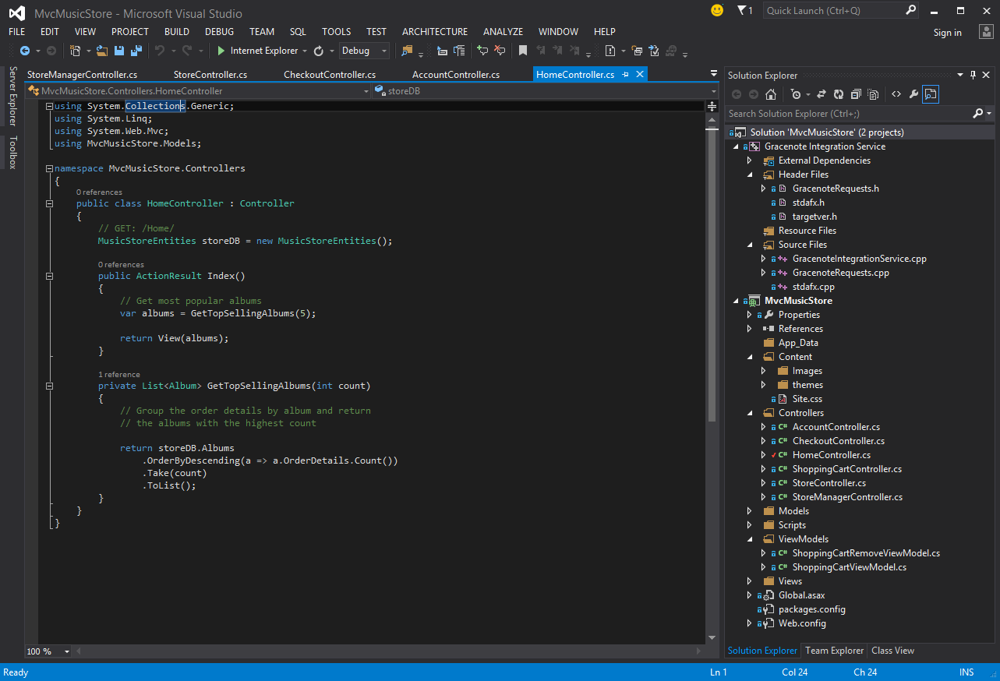 MvcMusicStore - Microsoft Visual Studio
1
Quick Launch (Ctrl+Q)
FILE EDIT VIEW PROJECT BUILD DEBUG TEAM SQL TOOLS TEST ARCHITECTURE ANALYZE WINDOW HELP
Sign in
Internet Explorer Debug
Server Explorer
Toolbox
StoreManagerController.cs StoreController.cs CheckoutController.cs AccountController.cs HomeController.cs
MvcMusicStore.Controllers.HomeController storeDB
using System.Collections.Generic;
using System.Linq;
using System.Web.Mvc;
using MvcMusicStore.Models;
namespace MvcMusicStore.Controllers
{
0 references
public class HomeController : Controller
{
// GET: /Home/
MusicStoreEntities storeDB = new MusicStoreEntities();
0 references
public ActionResult Index()
{
// Get most popular albums
var albums = GetTopSellingAlbums(5);
return View(albums);
}
1 reference
private List<Album> GetTopSellingAlbums(int count)
{
// Group the order details by album and return
// the albums with the highest count
return storeDB.Albums
.OrderByDescending(a => a.OrderDetails.Count())
.Take(count)
.ToList();
}
}
}
100 %
Solution Explorer
Search Solution Explorer (Ctrl+;)
Solution 'MvcMusicStore' (2 projects)
Gracenote Integration Service
External Dependencies
Header Files
GracenoteRequests.h
stdafx.h
targetver.h
Resource Files
Source Files
GracenoteIntegrationService.cpp
GracenoteRequests.cpp
stdafx.cpp
MvcMusicStore
Properties
References
App_Data
Content
Images
themes
Site.css
Controllers
C# AccountController.cs
C# CheckoutController.cs
C# HomeController.cs
C# ShoppingCartController.cs
C# StoreController.cs
C# StoreManagerController.cs
Models
Scripts
ViewModels
C# ShoppingCartRemoveViewModel.cs
C# ShoppingCartViewModel.cs
Views
Global.asax
packages.config
Web.config
Solution Explorer Team Explorer Class View
Ready Ln 1 Col 24 Ch 24 INS